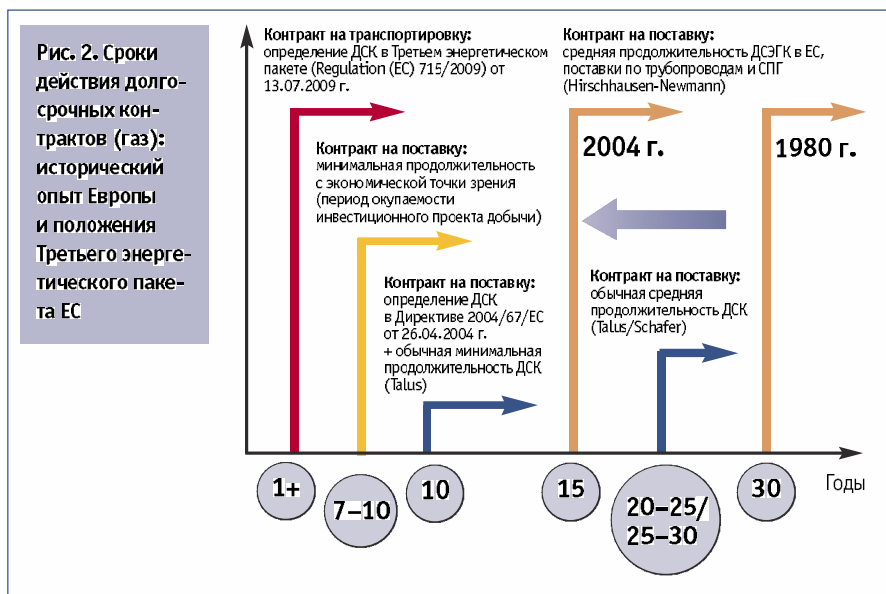 Рис. 2. Сроки
действия долго-
срочных кон-
трактов (газ):
исторический
опыт Европы
и положения
Третьего энерге-
тического паке-
та ЕС
Контракт на транспортировку:
определение ДСК в Третьем энергетическом
пакете (Regulation (EC) 715/2009) от
13.07.2009 г.
Контракт на поставку:
средняя продолжительность ДСЭГК в ЕС,
поставки по трубопроводам и СПГ
(Hirschhausen-Newmann)
2004 г.
1980 г.
Контракт на поставку:
минимальная продолжительность
с экономической точки зрения
(период окупаемости
инвестиционного проекта добычи)
Контракт на поставку:
определение ДСК
в Директиве 2004/67/ЕС
от 26.04.2004 г.
+ обычная минимальная
продолжительность ДСК
(Talus)
Контракт на поставку:
обычная средняя
продолжительность ДСК
(Talus/Schafer)
1+
7–10
10
15
20–25/
25–30
30
Годы